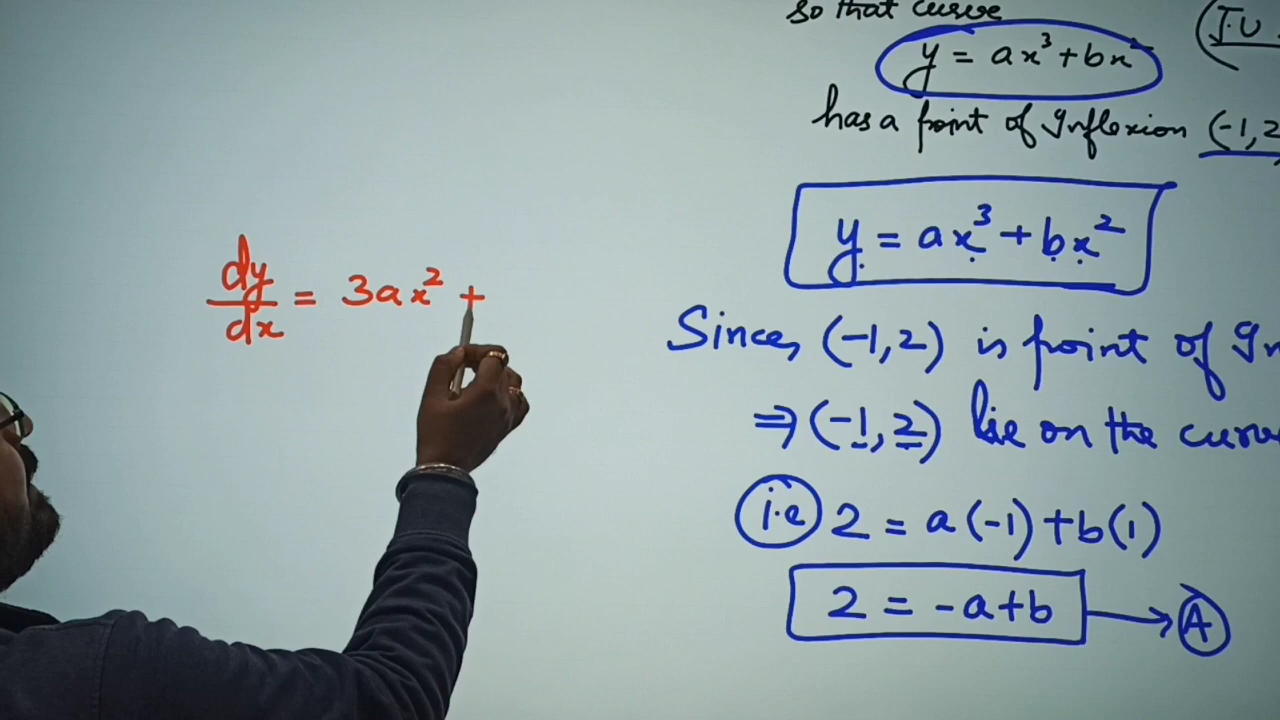 so that curve
y = ax³ + bx²
has a point of Inflexion (-1,2
(J.U.
y = ax³ + bx²
Since, (-1,2) is point of In
⇒ (-1,2) lie on the curve
i.e 2 = a(-1) + b(1)
2 = -a+b → A
dy/dx = 3ax² +